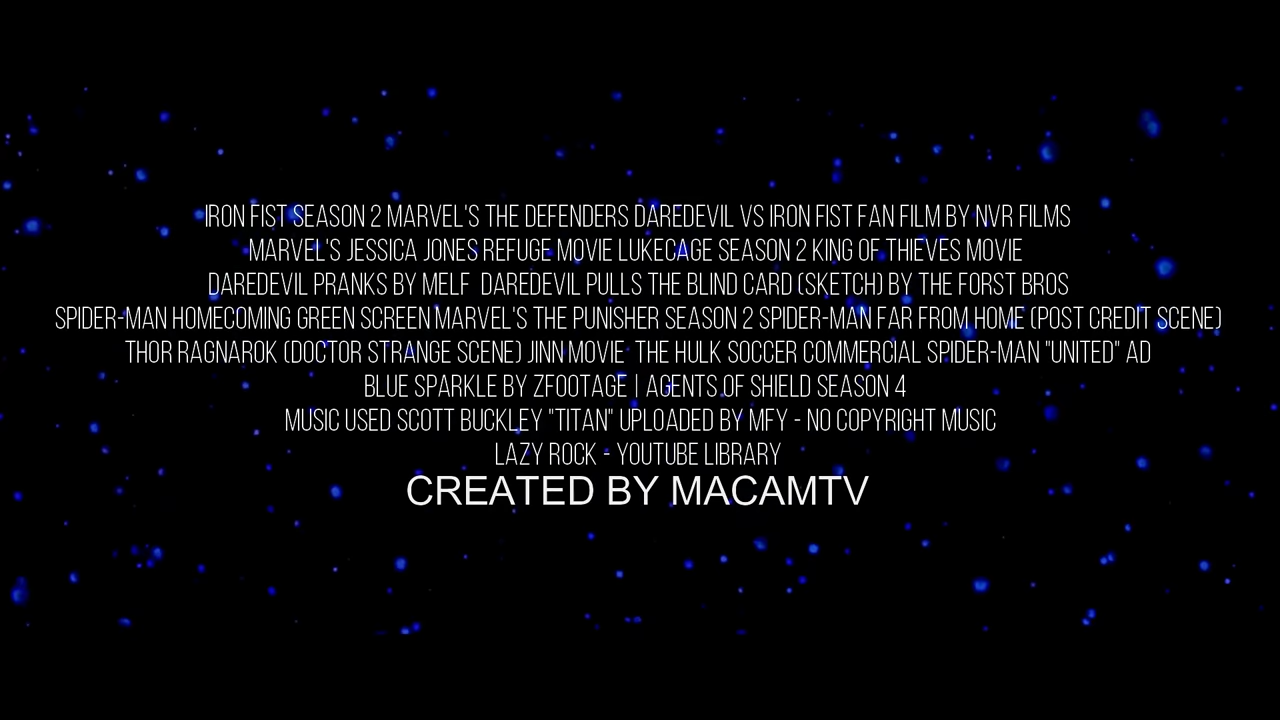 IRON FIST SEASON 2 MARVEL'S THE DEFENDERS DAREDEVIL VS IRON FIST FAN FILM BY NVR FILMS
MARVEL'S JESSICA JONES REFUGE MOVIE LUKECAGE SEASON 2 KING OF THIEVES MOVIE
DAREDEVIL PRANKS BY MELF DAREDEVIL PULLS THE BLIND CARD (SKETCH) BY THE FORST BROS
SPIDER-MAN HOMECOMING GREEN SCREEN MARVEL'S THE PUNISHER SEASON 2 SPIDER-MAN FAR FROM HOME (POST CREDIT SCENE)
THOR RAGNAROK (DOCTOR STRANGE SCENE) JINN MOVIE THE HULK SOCCER COMMERCIAL SPIDER-MAN "UNITED" AD
BLUE SPARKLE BY ZFOOTAGE | AGENTS OF SHIELD SEASON 4
MUSIC USED SCOTT BUCKLEY "TITAN" UPLOADED BY MFY - NO COPYRIGHT MUSIC
LAZY ROCK - YOUTUBE LIBRARY
CREATED BY MACAMTV